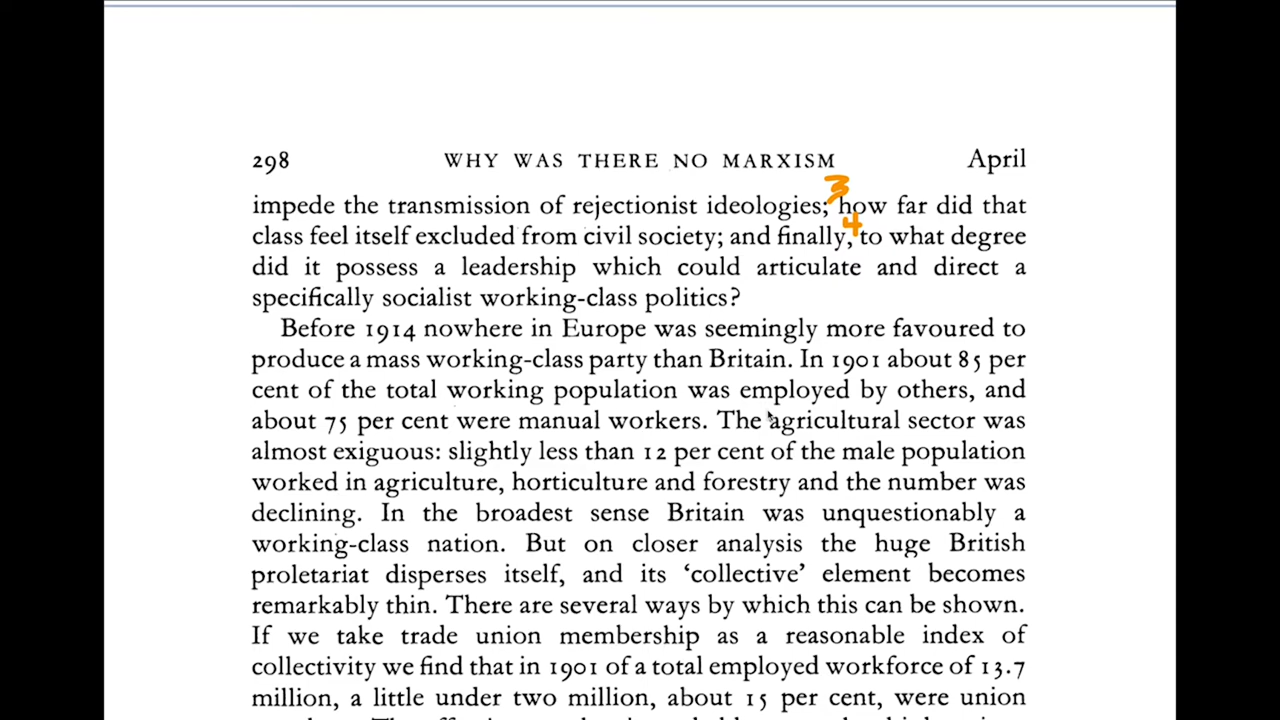 298 WHY WAS THERE NO MARXISM April
3
impede the transmission of rejectionist ideologies; how far did that
4
class feel itself excluded from civil society; and finally, to what degree
did it possess a leadership which could articulate and direct a
specifically socialist working-class politics?
Before 1914 nowhere in Europe was seemingly more favoured to
produce a mass working-class party than Britain. In 1901 about 85 per
cent of the total working population was employed by others, and
about 75 per cent were manual workers. The agricultural sector was
almost exiguous: slightly less than 12 per cent of the male population
worked in agriculture, horticulture and forestry and the number was
declining. In the broadest sense Britain was unquestionably a
working-class nation. But on closer analysis the huge British
proletariat disperses itself, and its ‘collective’ element becomes
remarkably thin. There are several ways by which this can be shown.
If we take trade union membership as a reasonable index of
collectivity we find that in 1901 of a total employed workforce of 13.7
million, a little under two million, about 15 per cent, were union